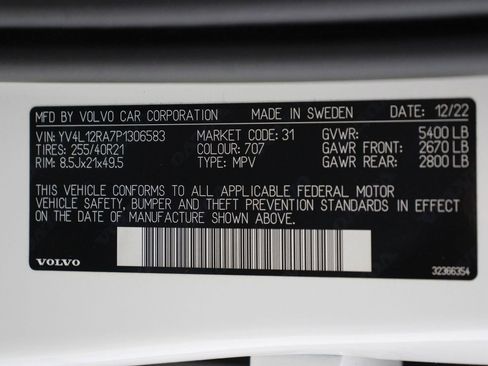 MFD BY VOLVO CAR CORPORATION MADE IN SWEDEN DATE: 12/22
VIN: YV4L12RA7P1306583 MARKET CODE: 31 GVWR: 5400 LB
TIRES: 255/40R21 COLOUR: 707 GAWR FRONT: 2670 LB
RIM: 8.5Jx21x49.5 TYPE: MPV GAWR REAR: 2800 LB
THIS VEHICLE CONFORMS TO ALL APPLICABLE FEDERAL MOTOR
VEHICLE SAFETY, BUMPER AND THEFT PREVENTION STANDARDS IN EFFECT
ON THE DATE OF MANUFACTURE SHOWN ABOVE.
VOLVO 32366354